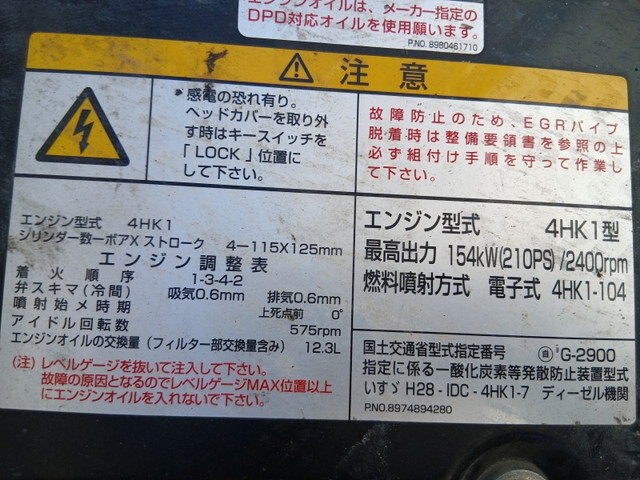 エンジンオイルは、メーカー指定の
DPD対応オイルを使用願います。
P.NO. 8980461710
注意
感電の恐れ有り。
ヘッドカバーを取り外
す時はキースイッチを
「LOCK」位置に
して下さい。
故障防止のため、EGRパイプ
脱着時は整備要領書を参照の上
必ず組付け手順を守って作業
して下さい。
エンジン型式 4HK1
シリンダー数ーボアXストローク 4-115X125mm
エンジン調整表
着火順序 1-3-4-2
弁スキマ(冷間) 吸気0.6mm 排気0.6mm
噴射始メ時期 上死点前 0°
アイドル回転数 575rpm
エンジンオイルの交換量(フィルター部交換量含み) 12.3L
(注) レベルゲージを抜いて注入して下さい。
故障の原因となるのでレベルゲージMAX位置以上
にエンジンオイルを入れないで下さい。
エンジン型式 4HK1型
最高出力 154kW(210PS)/2400rpm
燃料噴射方式 電子式 4HK1-104
国土交通省型式指定番号 自 G-2900
指定に係る一酸化炭素等発散防止装置型式
いすゞ H28-IDC-4HK1-7 ディーゼル機関
P.NO.8974894280